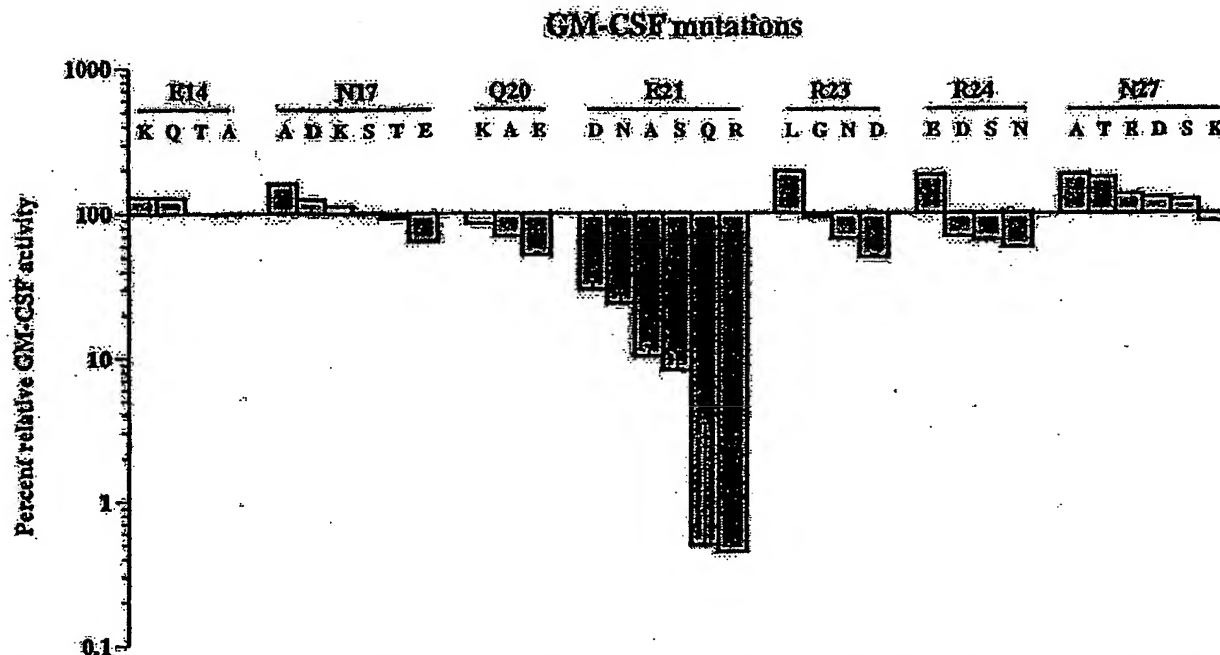 GM-CSF mutations
1000
E14 N17 Q20 E21 R23 R24 N27
K Q T A A D K S T E K A E D N A S Q R L G N D E D S N A T E D S K
100
10
1
0.1
Percent relative GM-CSF activity